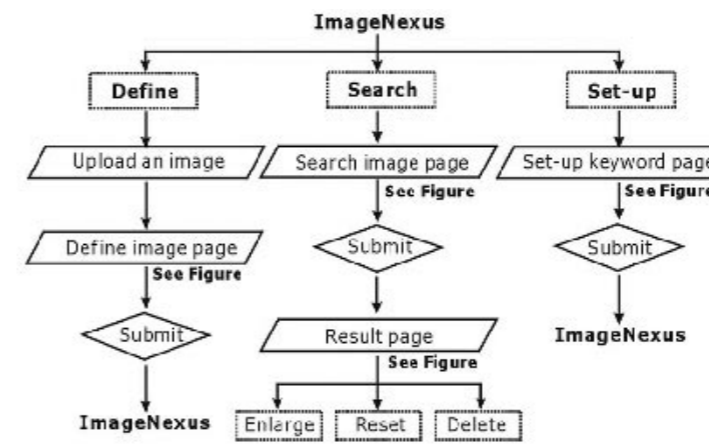 ImageNexus
Define
Search
Set-up
Upload an image
Search image page
Set-up keyword page
See Figure
See Figure
Define image page
Submit
Submit
See Figure
Submit
Result page
ImageNexus
See Figure
ImageNexus
Enlarge
Reset
Delete